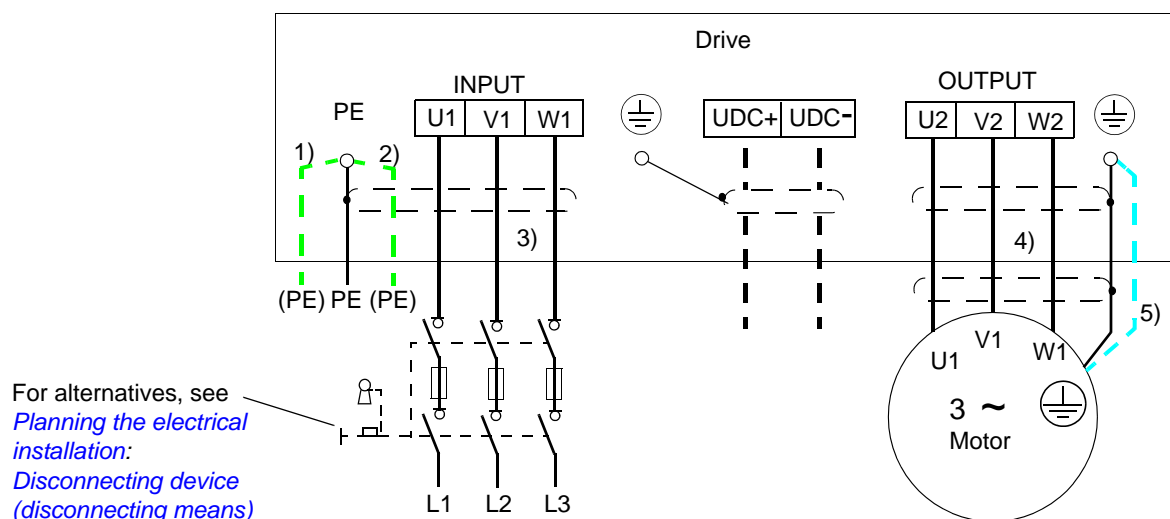 Drive
INPUT
OUTPUT
PE
U1 V1 W1
UDC+ UDC-
U2 V2 W2
1) 2)
3)
4)
(PE) PE (PE)
5)
U1 V1 W1
3 ~
Motor
For alternatives, see
Planning the electrical
installation:
Disconnecting device
(disconnecting means)
L1 L2 L3